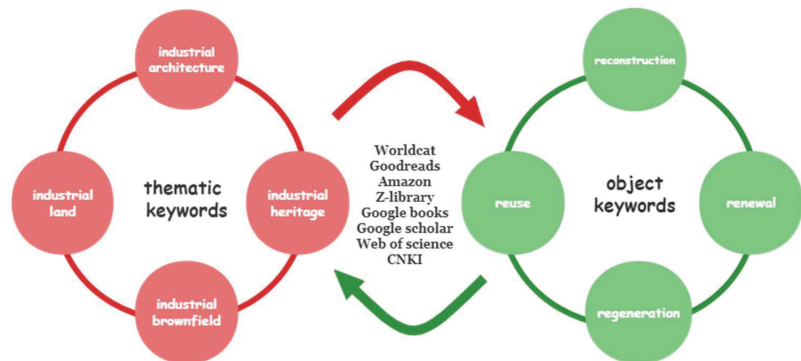 industrial
architecture
industrial
land
thematic
keywords
industrial
heritage
industrial
brownfield
Worldcat
Goodreads
Amazon
Z-library
Google books
Google scholar
Web of science
CNKI
reconstruction
reuse
object
keywords
renewal
regeneration